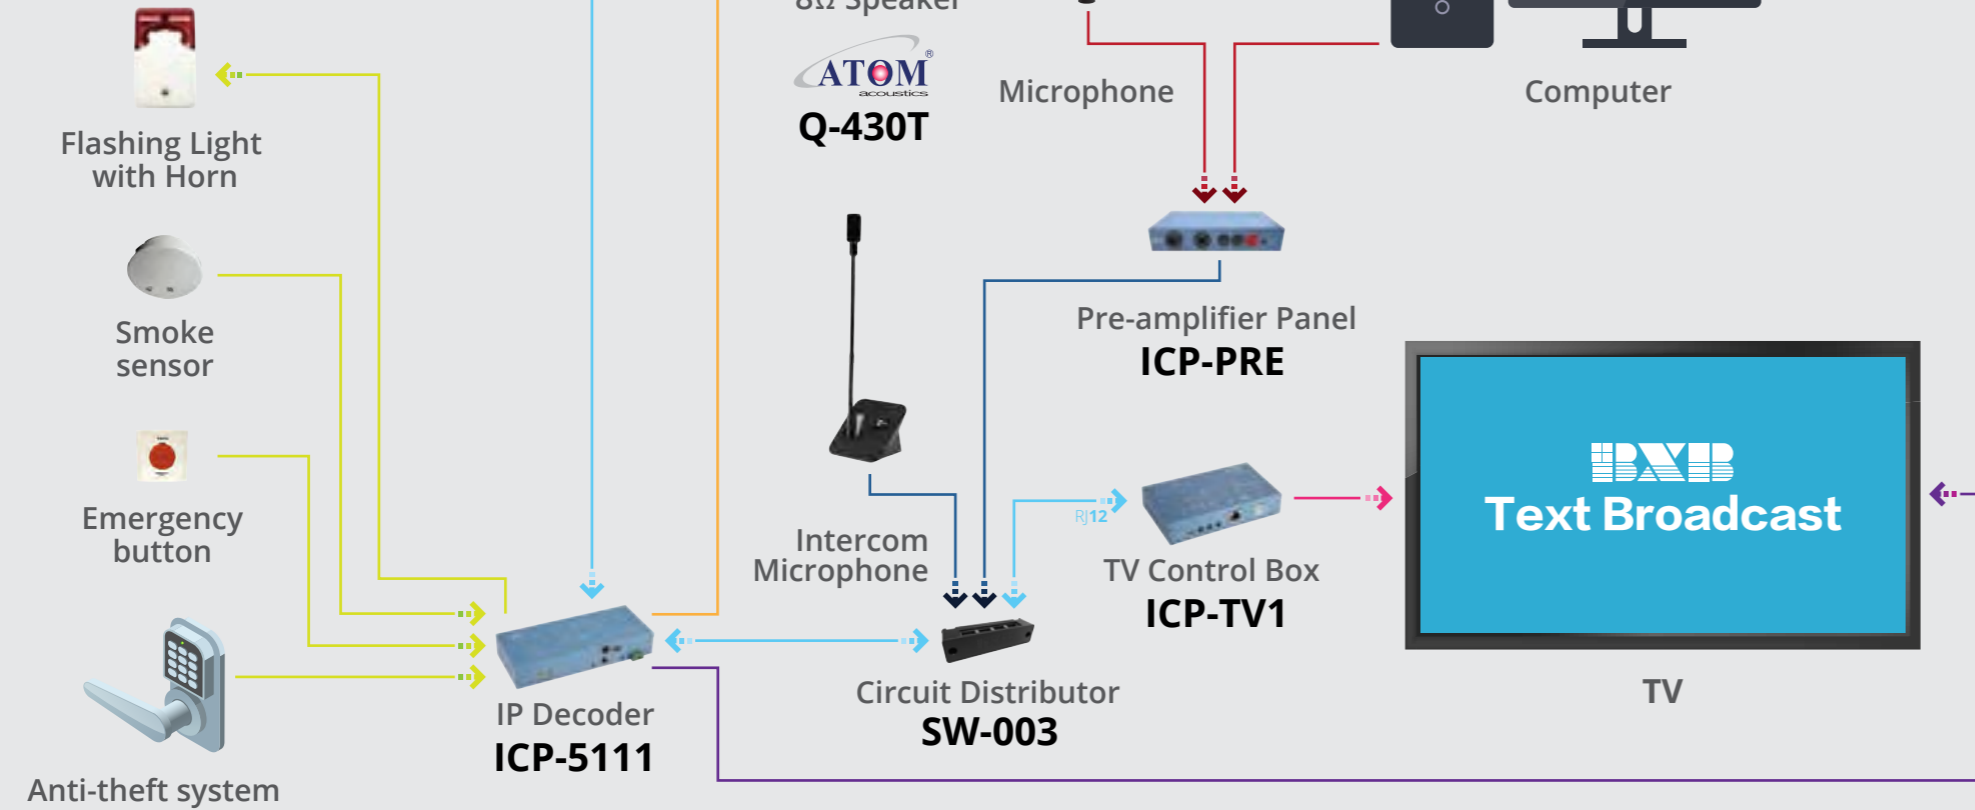 8Ω Speaker
ATOM®
acoustics
Q-430T
Microphone
Computer
Flashing Light
with Horn
Smoke
sensor
Emergency
button
Anti-theft system
IP Decoder
ICP-5111
Intercom
Microphone
Circuit Distributor
SW-003
Pre-amplifier Panel
ICP-PRE
RJ12
TV Control Box
ICP-TV1
BXB
Text Broadcast
TV